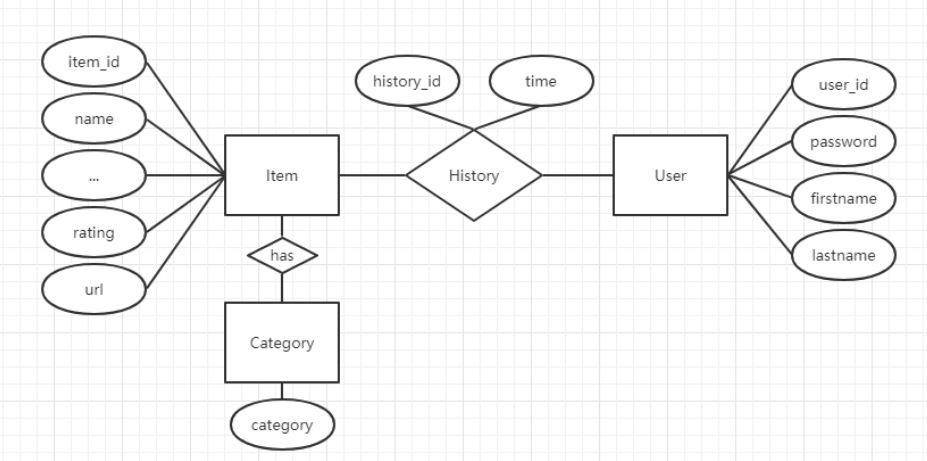 item_id
name
...
rating
url
Item
has
Category
category
history_id
time
History
User
user_id
password
firstname
lastname